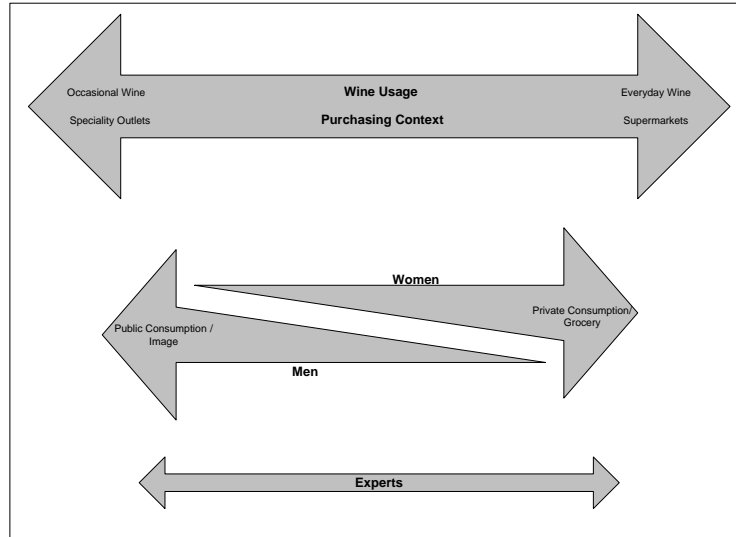 Occasional Wine
Wine Usage
Everyday Wine
Speciality Outlets
Purchasing Context
Supermarkets
Women
Private Consumption/
Grocery
Public Consumption /
Image
Men
Experts